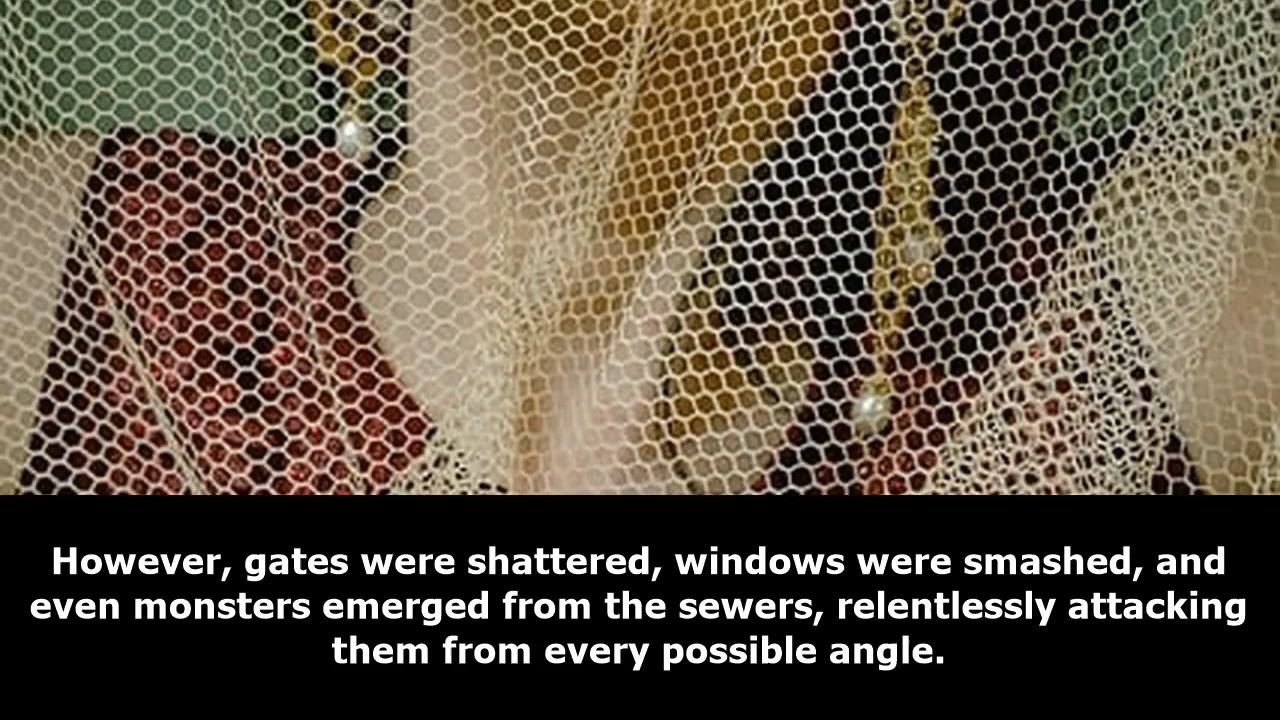 However, gates were shattered, windows were smashed, and
even monsters emerged from the sewers, relentlessly attacking
them from every possible angle.